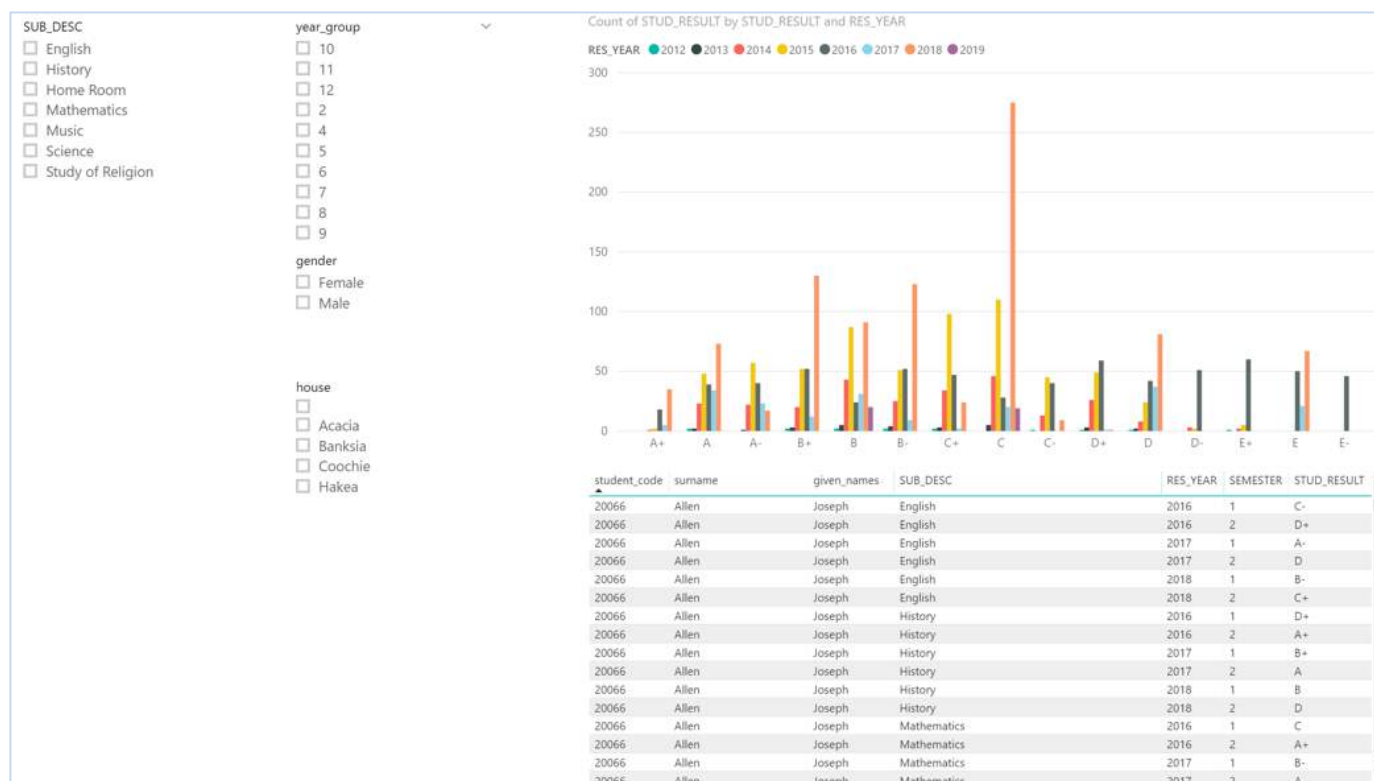 SUB_DESC
English
History
Home Room
Mathematics
Music
Science
Study of Religion
year_group
10
11
12
2
4
5
6
7
8
9
gender
Female
Male
house
Acacia
Banksia
Coochie
Hakea
Count of STUD_RESULT by STUD_RESULT and RES_YEAR
RES_YEAR 2012 2013 2014 2015 2016 2017 2018 2019
300
250
200
150
100
50
0
A+ A A- B+ B B- C+ C C- D+ D D- E+ E E-
student_code surname given_names SUB_DESC RES_YEAR SEMESTER STUD_RESULT
20066 Allen Joseph English 2016 1 C-
20066 Allen Joseph English 2016 2 D+
20066 Allen Joseph English 2017 1 A-
20066 Allen Joseph English 2017 2 D
20066 Allen Joseph English 2018 1 B-
20066 Allen Joseph English 2018 2 C+
20066 Allen Joseph History 2016 1 D+
20066 Allen Joseph History 2016 2 A+
20066 Allen Joseph History 2017 1 B+
20066 Allen Joseph History 2017 2 A
20066 Allen Joseph History 2018 1 B
20066 Allen Joseph History 2018 2 D
20066 Allen Joseph Mathematics 2016 1 C
20066 Allen Joseph Mathematics 2016 2 A+
20066 Allen Joseph Mathematics 2017 1 B-
20066 Allen Joseph Mathematics 2017 2 A